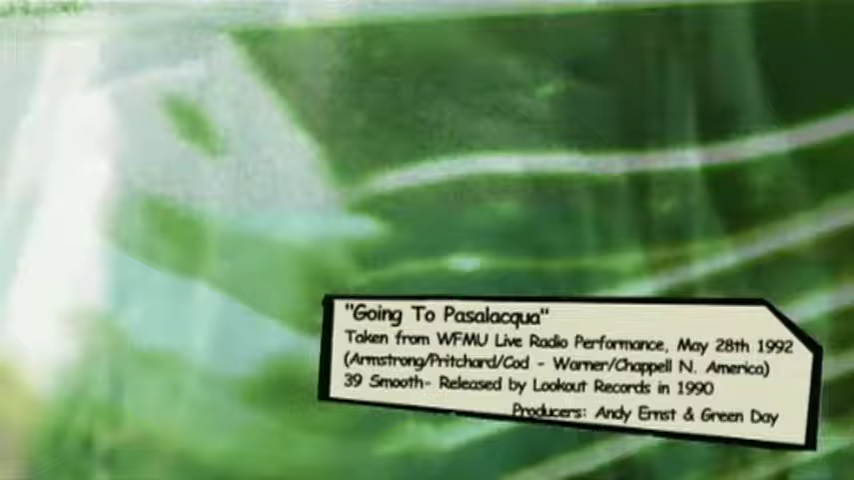 "Going To Pasalacqua"
Taken from WFMU Live Radio Performance, May 28th 1992
(Armstrong/Pritchard/Cod - Warner/Chappell N. America)
39 Smooth- Released by Lookout Records in 1990
Producers: Andy Ernst & Green Day